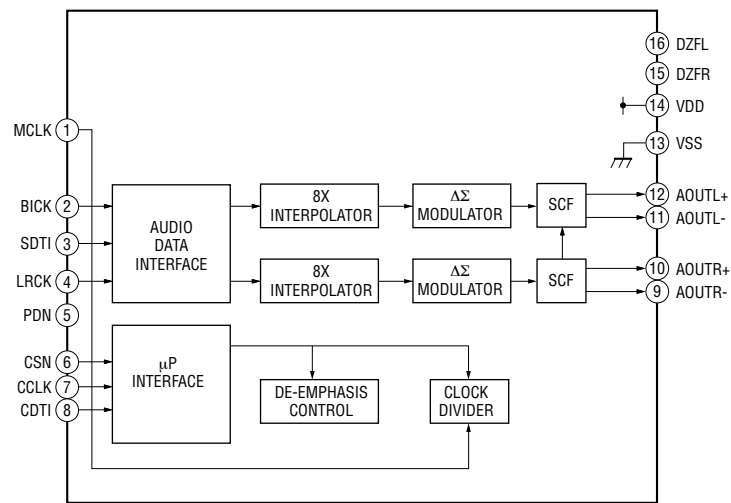 16 DZFL
15 DZFR
14 VDD
13 VSS
MCLK 1
BICK 2
SDTI 3
LRCK 4
PDN 5
CSN 6
CCLK 7
CDTI 8
AUDIO
DATA
INTERFACE
8X
INTERPOLATOR
ΔΣ
MODULATOR
SCF
12 AOUTL+
11 AOUTL-
8X
INTERPOLATOR
ΔΣ
MODULATOR
SCF
10 AOUTR+
9 AOUTR-
μP
INTERFACE
DE-EMPHASIS
CONTROL
CLOCK
DIVIDER